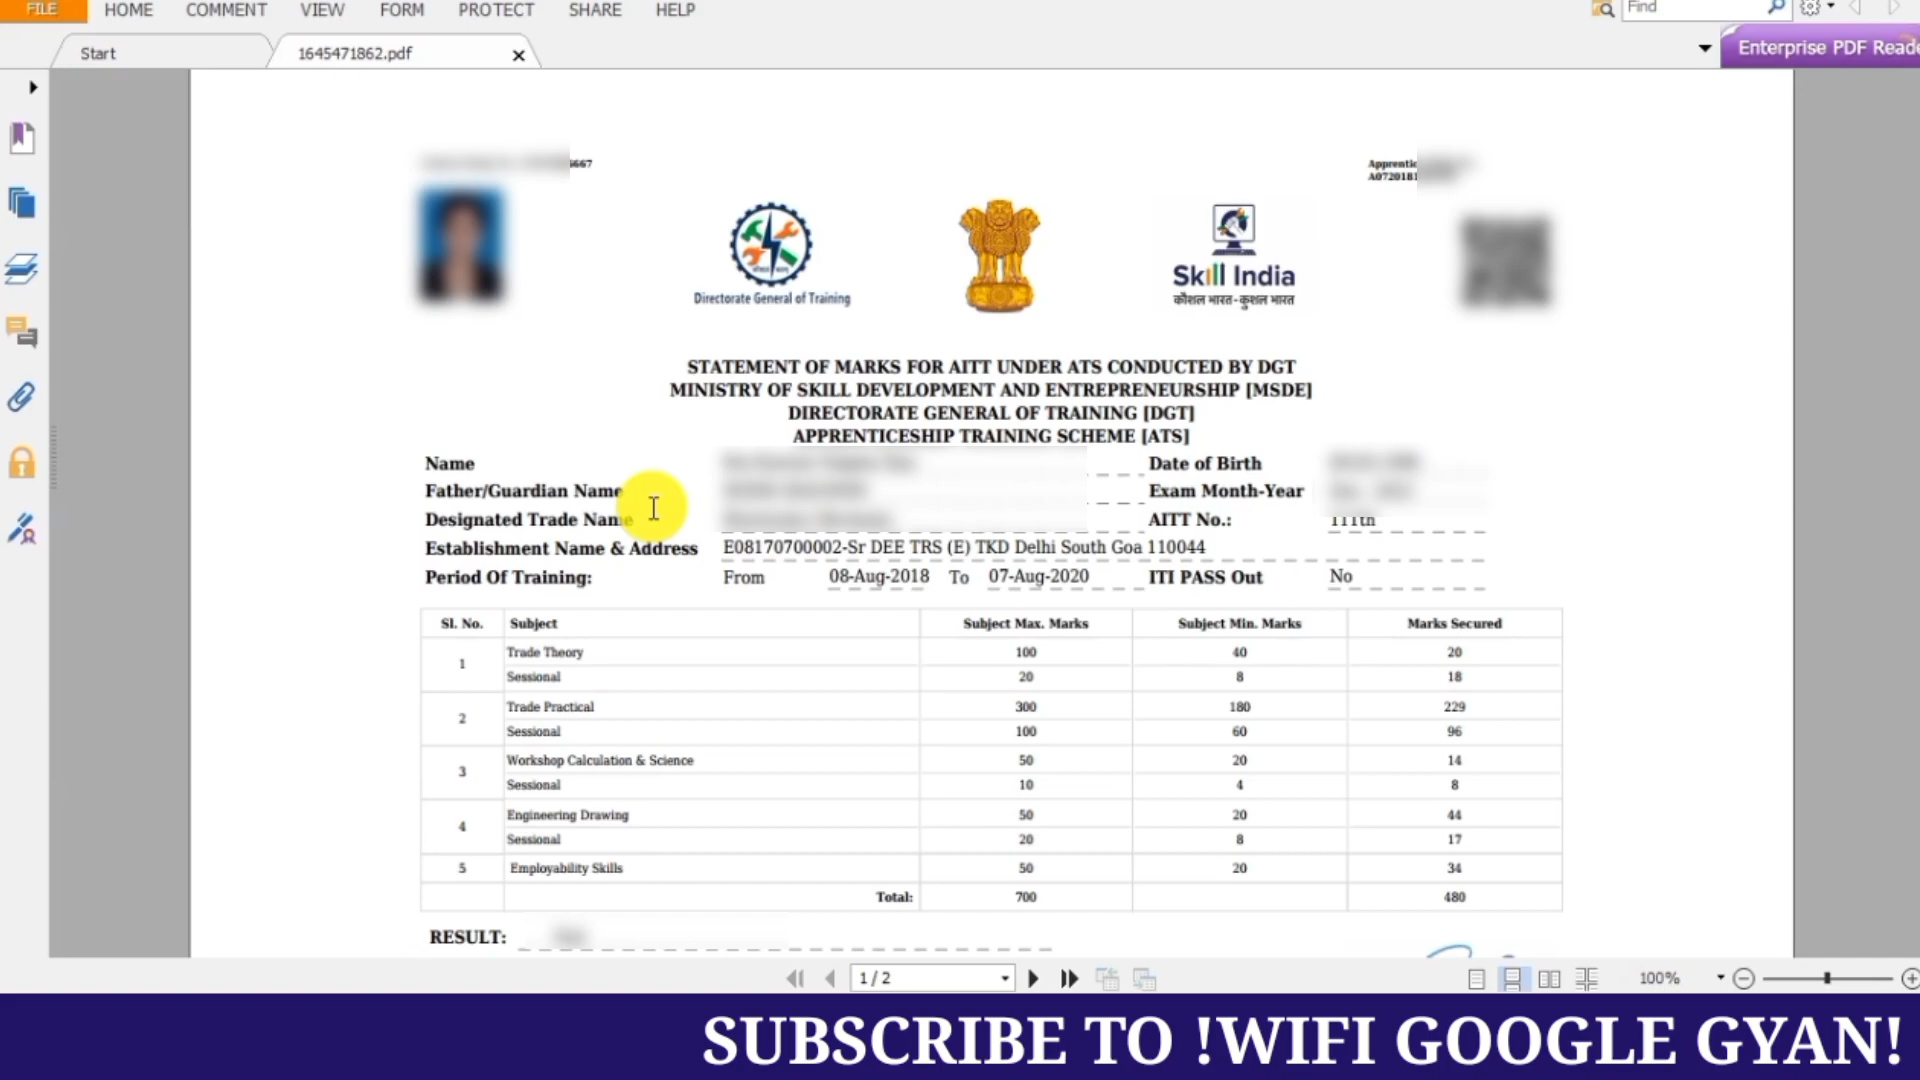 FILE HOME COMMENT VIEW FORM PROTECT SHARE HELP Find
Start 1645471862.pdf Enterprise PDF Reade
6667
Apprentic
A0720181
Directorate General of Training
Skill India
कौशल भारत-कुशल भारत
STATEMENT OF MARKS FOR AITT UNDER ATS CONDUCTED BY DGT
MINISTRY OF SKILL DEVELOPMENT AND ENTREPRENEURSHIP [MSDE]
DIRECTORATE GENERAL OF TRAINING [DGT]
APPRENTICESHIP TRAINING SCHEME [ATS]
Name Date of Birth
Father/Guardian Name Exam Month-Year
Designated Trade Name AITT No.: 111th
Establishment Name & Address E08170700002-Sr DEE TRS (E) TKD Delhi South Goa 110044
Period Of Training: From 08-Aug-2018 To 07-Aug-2020 ITI PASS Out No
Sl. No. Subject Subject Max. Marks Subject Min. Marks Marks Secured
1 Trade Theory 100 40 20
Sessional 20 8 18
2 Trade Practical 300 180 229
Sessional 100 60 96
3 Workshop Calculation & Science 50 20 14
Sessional 10 4 8
4 Engineering Drawing 50 20 44
Sessional 20 8 17
5 Employability Skills 50 20 34
Total: 700 480
RESULT:
1 / 2 100%
SUBSCRIBE TO !WIFI GOOGLE GYAN!